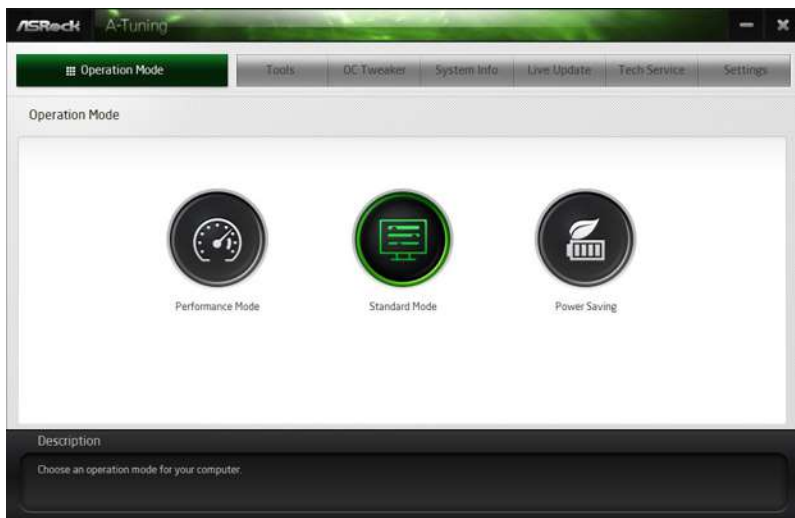 ASRock A-Tuning
Operation Mode Tools OC Tweaker System Info Live Update Tech Service Settings
Operation Mode
Performance Mode Standard Mode Power Saving
Description
Choose an operation mode for your computer.